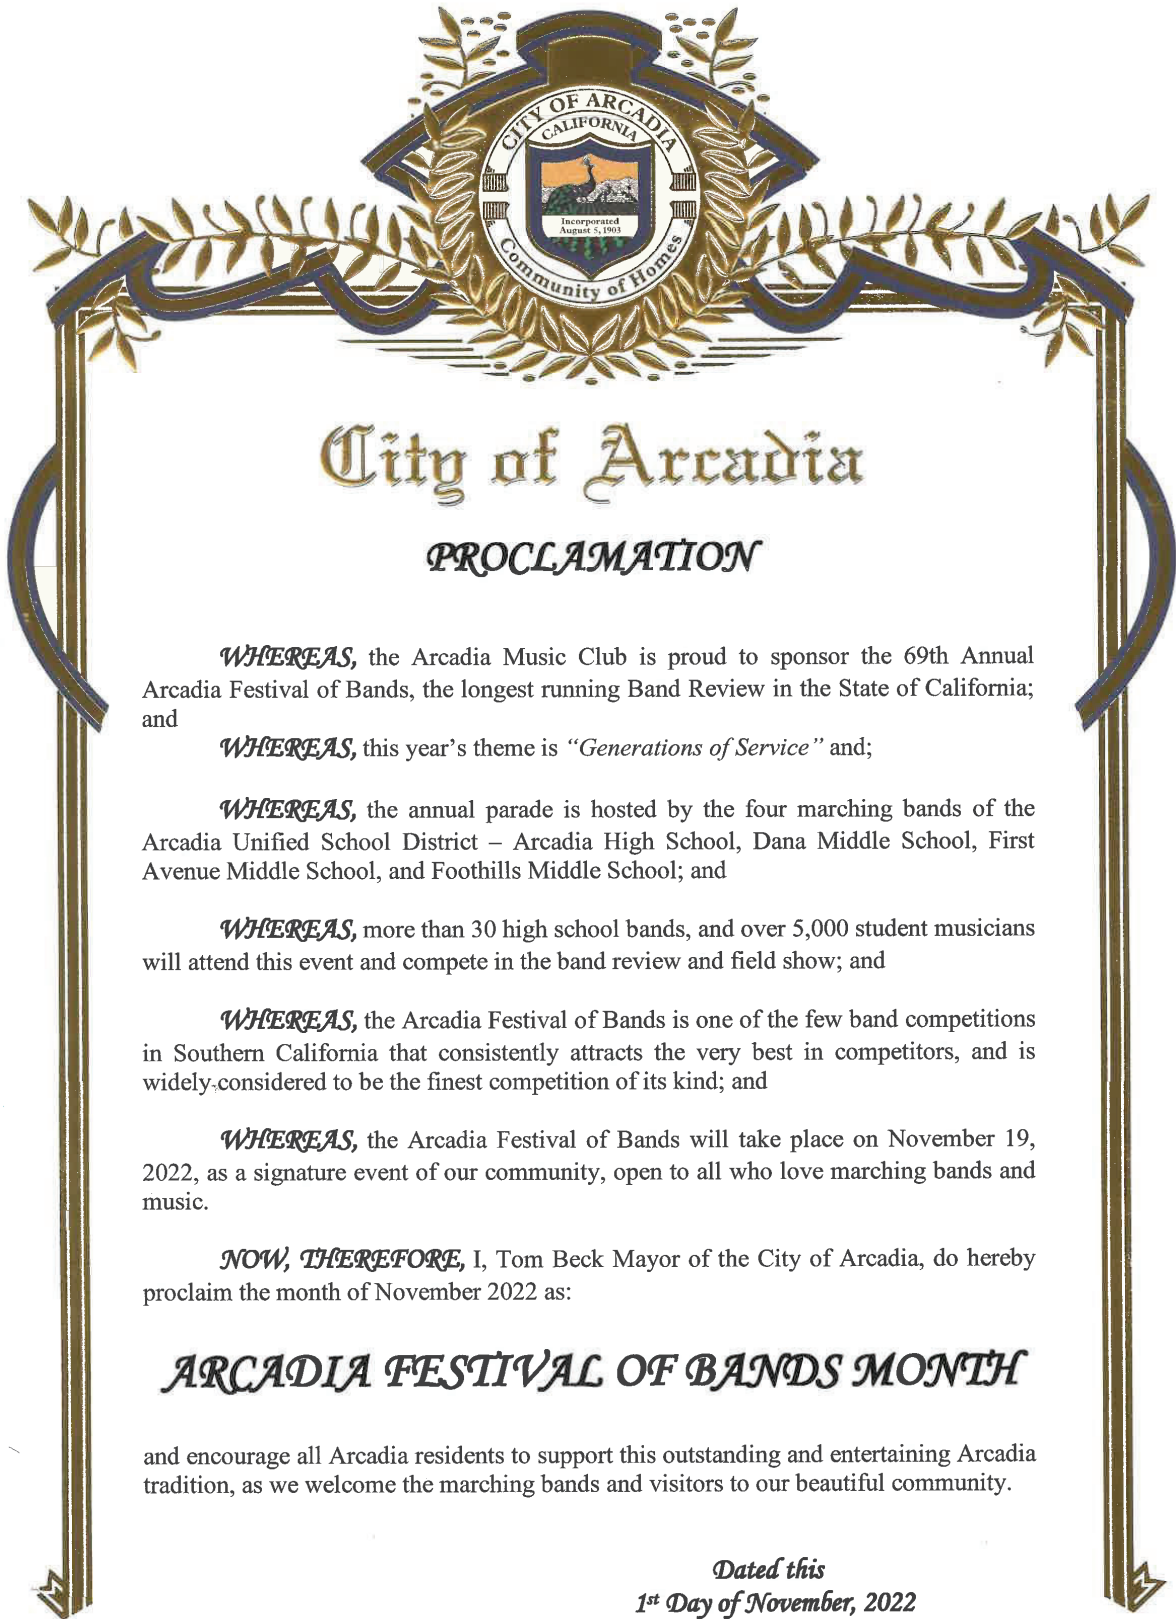 CITY OF ARCADIA
CALIFORNIA
Incorporated
August 5, 1903
Community of Homes
City of Arcadia
PROCLAMATION
WHEREAS, the Arcadia Music Club is proud to sponsor the 69th Annual
Arcadia Festival of Bands, the longest running Band Review in the State of California;
and
WHEREAS, this year's theme is "Generations of Service" and;
WHEREAS, the annual parade is hosted by the four marching bands of the
Arcadia Unified School District – Arcadia High School, Dana Middle School, First
Avenue Middle School, and Foothills Middle School; and
WHEREAS, more than 30 high school bands, and over 5,000 student musicians
will attend this event and compete in the band review and field show; and
WHEREAS, the Arcadia Festival of Bands is one of the few band competitions
in Southern California that consistently attracts the very best in competitors, and is
widely considered to be the finest competition of its kind; and
WHEREAS, the Arcadia Festival of Bands will take place on November 19,
2022, as a signature event of our community, open to all who love marching bands and
music.
NOW, THEREFORE, I, Tom Beck Mayor of the City of Arcadia, do hereby
proclaim the month of November 2022 as:
ARCADIA FESTIVAL OF BANDS MONTH
and encourage all Arcadia residents to support this outstanding and entertaining Arcadia
tradition, as we welcome the marching bands and visitors to our beautiful community.
Dated this
1st Day of November, 2022